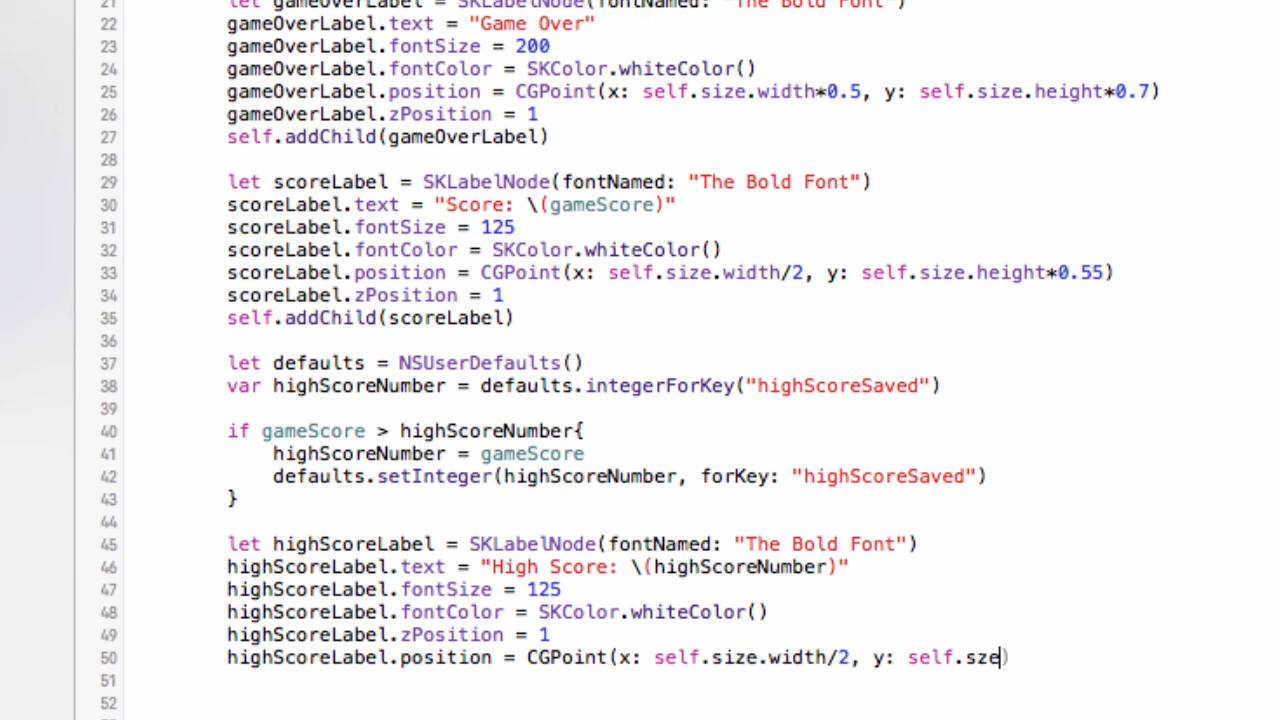 21 let gameOverLabel = SKLabelNode(fontNamed: "The Bold Font")
22 gameOverLabel.text = "Game Over"
23 gameOverLabel.fontSize = 200
24 gameOverLabel.fontColor = SKColor.whiteColor()
25 gameOverLabel.position = CGPoint(x: self.size.width*0.5, y: self.size.height*0.7)
26 gameOverLabel.zPosition = 1
27 self.addChild(gameOverLabel)
28
29 let scoreLabel = SKLabelNode(fontNamed: "The Bold Font")
30 scoreLabel.text = "Score: \(gameScore)"
31 scoreLabel.fontSize = 125
32 scoreLabel.fontColor = SKColor.whiteColor()
33 scoreLabel.position = CGPoint(x: self.size.width/2, y: self.size.height*0.55)
34 scoreLabel.zPosition = 1
35 self.addChild(scoreLabel)
36
37 let defaults = NSUserDefaults()
38 var highScoreNumber = defaults.integerForKey("highScoreSaved")
39
40 if gameScore > highScoreNumber{
41 highScoreNumber = gameScore
42 defaults.setInteger(highScoreNumber, forKey: "highScoreSaved")
43 }
44
45 let highScoreLabel = SKLabelNode(fontNamed: "The Bold Font")
46 highScoreLabel.text = "High Score: \(highScoreNumber)"
47 highScoreLabel.fontSize = 125
48 highScoreLabel.fontColor = SKColor.whiteColor()
49 highScoreLabel.zPosition = 1
50 highScoreLabel.position = CGPoint(x: self.size.width/2, y: self.sze)
51
52